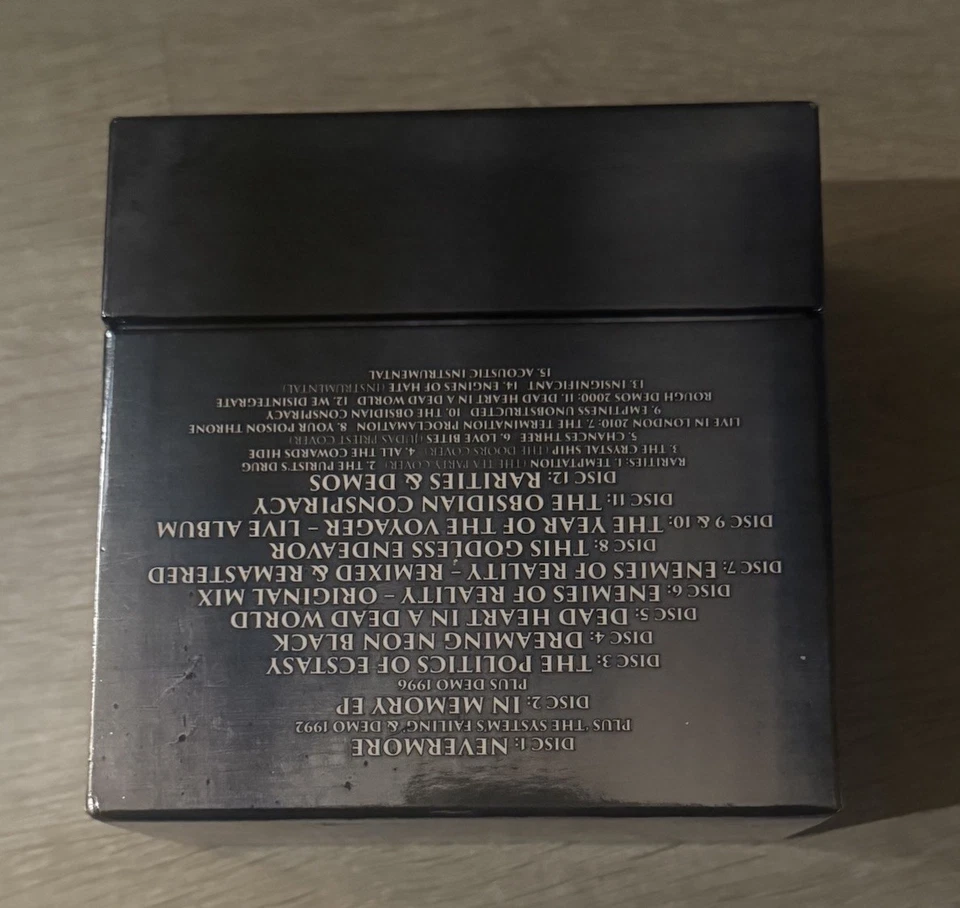 DISC 1: NEVERMORE
PLUS 'THE SYSTEM'S FAILING' & DEMO 1992
DISC 2: IN MEMORY EP
PLUS DEMO 1996
DISC 3: THE POLITICS OF ECSTASY
DISC 4: DREAMING NEON BLACK
DISC 5: DEAD HEART IN A DEAD WORLD
DISC 6: ENEMIES OF REALITY – ORIGINAL MIX
DISC 7: ENEMIES OF REALITY – REMIXED & REMASTERED
DISC 8: THIS GODLESS ENDEAVOR
DISC 9 & 10: THE YEAR OF THE VOYAGER – LIVE ALBUM
DISC 11: THE OBSIDIAN CONSPIRACY
DISC 12: RARITIES & DEMOS
RARITIES: 1. TEMPTATION (THE TEA PARTY COVER) 2. THE PURIST'S DRUG
3. THE CRYSTAL SHIP (THE DOORS COVER) 4. ALL THE COWARDS HIDE
5. CHANCES THREE 6. LOVE BITES (JUDAS PRIEST COVER)
LIVE IN LONDON 2010: 7. THE TERMINATION PROCLAMATION 8. YOUR POISON THRONE
9. EMPTINESS UNOBSTRUCTED 10. THE OBSIDIAN CONSPIRACY
ROUGH DEMOS 2000: 11. DEAD HEART IN A DEAD WORLD 12. WE DISINTEGRATE
13. INSIGNIFICANT 14. ENGINES OF HATE (INSTRUMENTAL)
15. ACOUSTIC INSTRUMENTAL